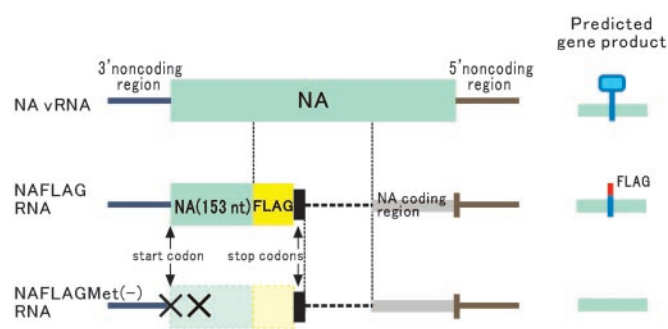 Predicted
gene product
3'noncoding
region
5'noncoding
region
NA vRNA
NA
NAFLAG
RNA
NA(153 nt)
FLAG
NA coding
region
FLAG
start codon
stop codons
NAFLAGMet(-)
RNA